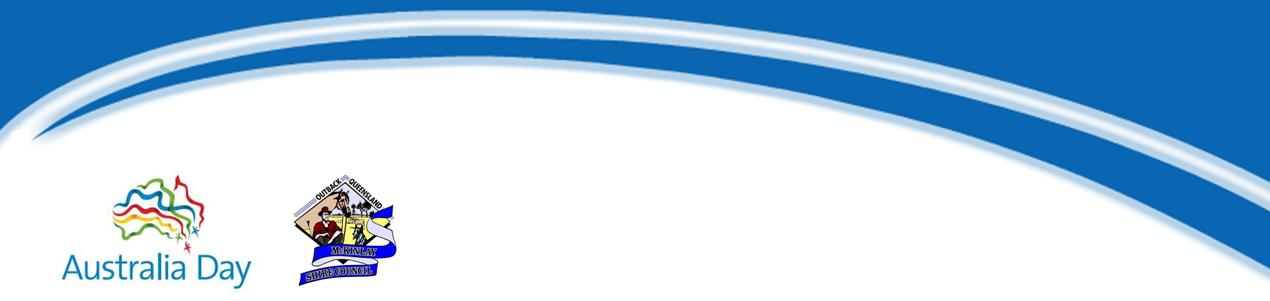 Australia Day
OUTBACK QUEENSLAND
McKINLAY
SHIRE COUNCIL